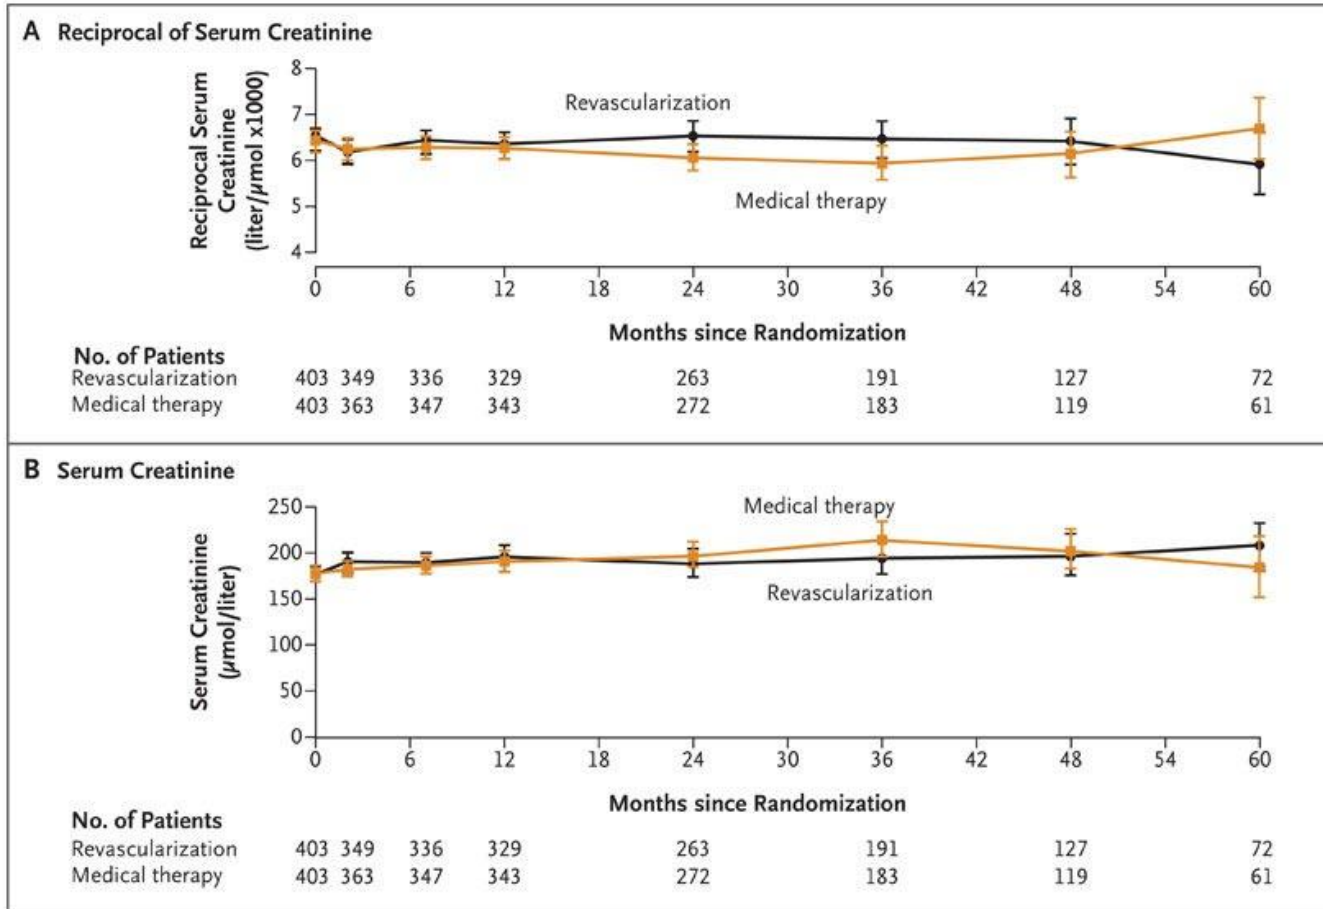 A Reciprocal of Serum Creatinine
Reciprocal Serum
Creatinine
(liter/µmol x1000)
8
7
6
5
4
Revascularization
Medical therapy
0 6 12 18 24 30 36 42 48 54 60
Months since Randomization
No. of Patients
Revascularization 403 349 336 329 263 191 127 72
Medical therapy 403 363 347 343 272 183 119 61
B Serum Creatinine
Serum Creatinine
(µmol/liter)
250
200
150
100
50
0
Medical therapy
Revascularization
0 6 12 18 24 30 36 42 48 54 60
Months since Randomization
No. of Patients
Revascularization 403 349 336 329 263 191 127 72
Medical therapy 403 363 347 343 272 183 119 61